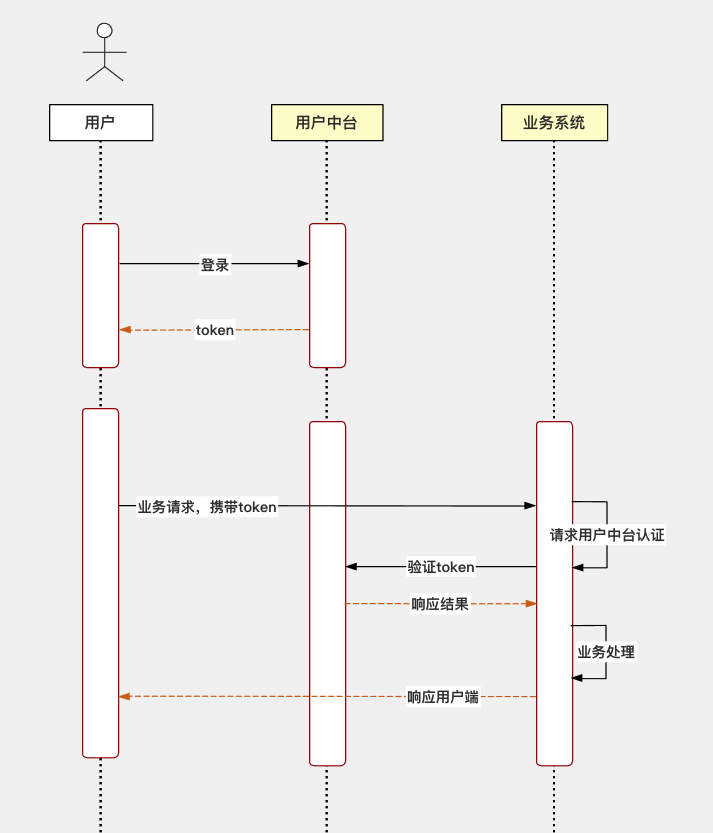 用户
用户中台
业务系统
登录
token
业务请求，携带token
请求用户中台认证
验证token
响应结果
业务处理
响应用户端